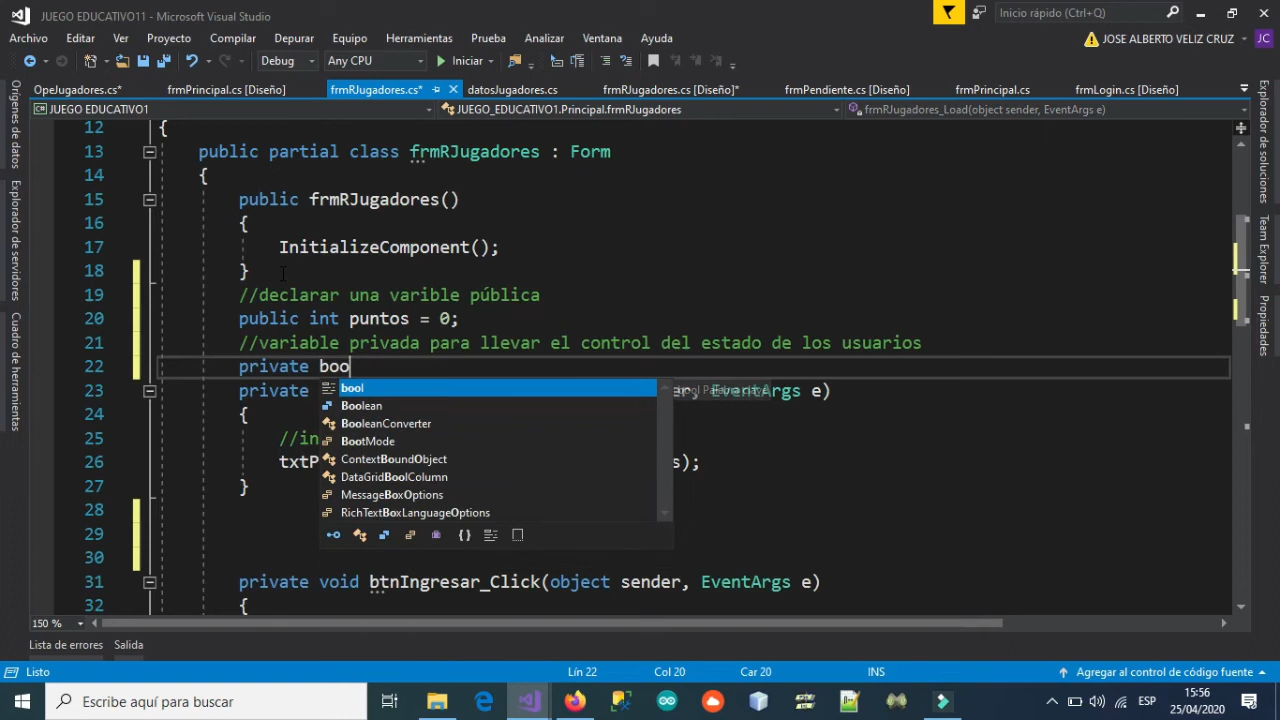 JUEGO EDUCATIVO11 - Microsoft Visual Studio
Inicio rápido (Ctrl+Q)
Archivo Editar Ver Proyecto Compilar Depurar Equipo Herramientas Prueba Analizar Ventana Ayuda
JOSE ALBERTO VELIZ CRUZ JC
Debug Any CPU Iniciar
OpeJugadores.cs* frmPrincipal.cs [Diseño] frmRJugadores.cs* datosJugadores.cs frmRJugadores.cs [Diseño]* frmPendiente.cs [Diseño] frmPrincipal.cs frmLogin.cs [Diseño]
JUEGO EDUCATIVO1 JUEGO_EDUCATIVO1.Principal.frmRJugadores frmRJugadores_Load(object sender, EventArgs e)
Orígenes de datos
Explorador de servidores
Cuadro de herramientas
Explorador de soluciones
Team Explorer
Propiedades
12 {
13 public partial class frmRJugadores : Form
14 {
15 public frmRJugadores()
16 {
17 InitializeComponent();
18 }
19 //declarar una varible pública
20 public int puntos = 0;
21 //variable privada para llevar el control del estado de los usuarios
22 private boo
23 private er, EventArgs e)
24 {
25 //in
26 txtP s);
27 }
28
29
30
31 private void btnIngresar_Click(object sender, EventArgs e)
32 {
bool
Boolean
BooleanConverter
BootMode
ContextBoundObject
DataGridBoolColumn
MessageBoxOptions
RichTextBoxLanguageOptions
150 %
Lista de errores Salida
Listo Lín 22 Col 20 Car 20 INS Agregar al control de código fuente
Escribe aquí para buscar
ESP
15:56
25/04/2020